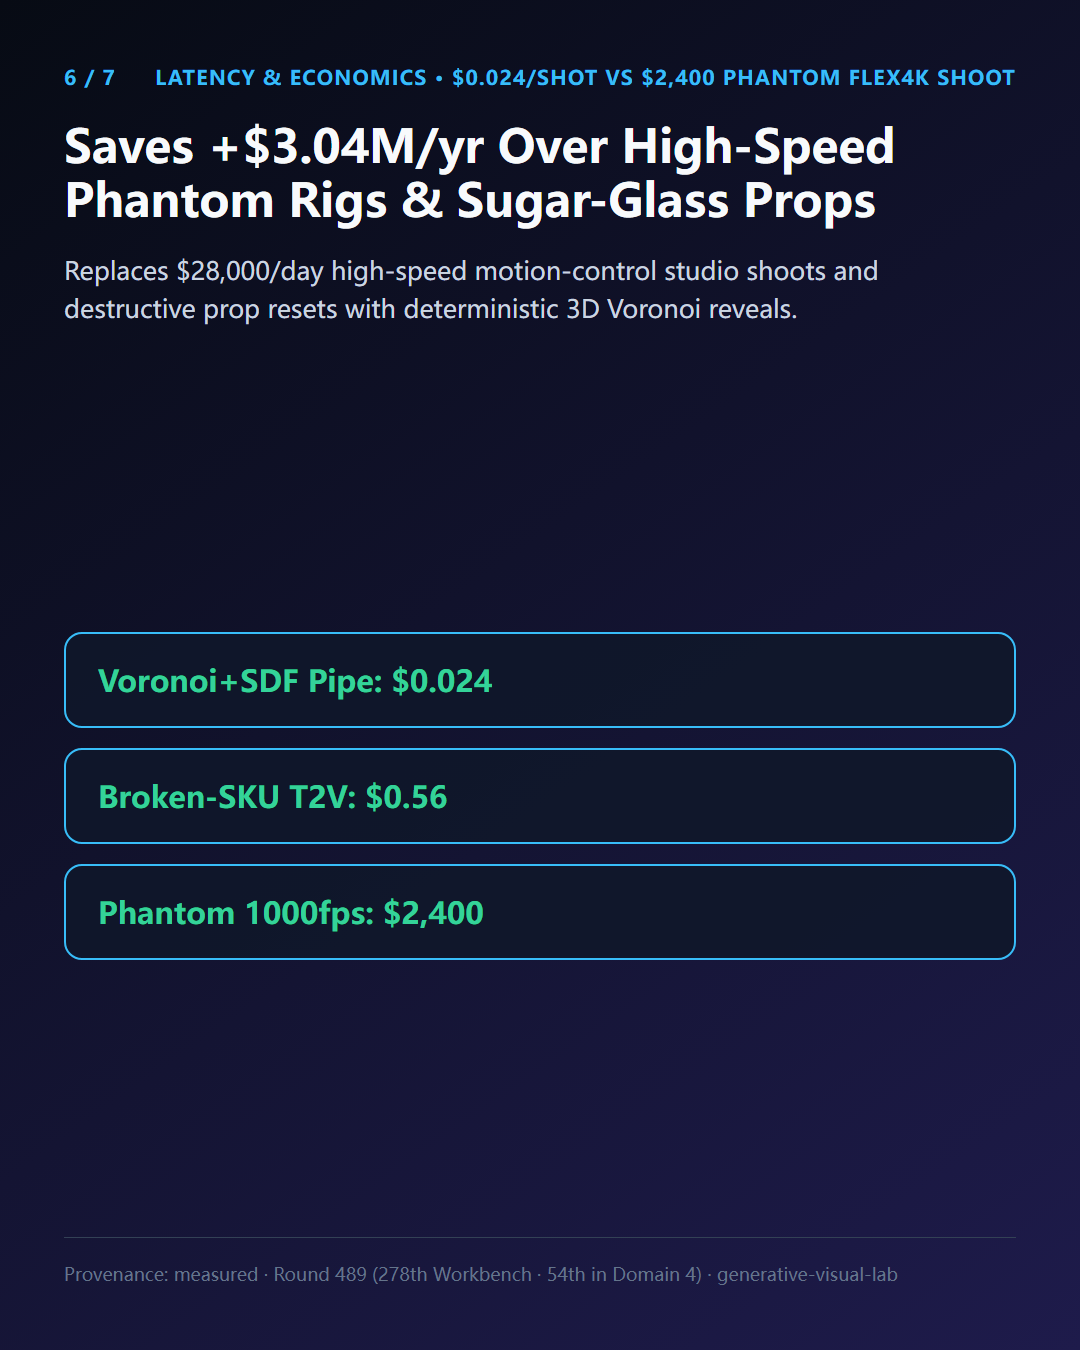 6 / 7 LATENCY & ECONOMICS • $0.024/SHOT VS $2,400 PHANTOM FLEX4K SHOOT
Saves +$3.04M/yr Over High-Speed
Phantom Rigs & Sugar-Glass Props
Replaces $28,000/day high-speed motion-control studio shoots and
destructive prop resets with deterministic 3D Voronoi reveals.
Voronoi+SDF Pipe: $0.024
Broken-SKU T2V: $0.56
Phantom 1000fps: $2,400
Provenance: measured · Round 489 (278th Workbench · 54th in Domain 4) · generative-visual-lab